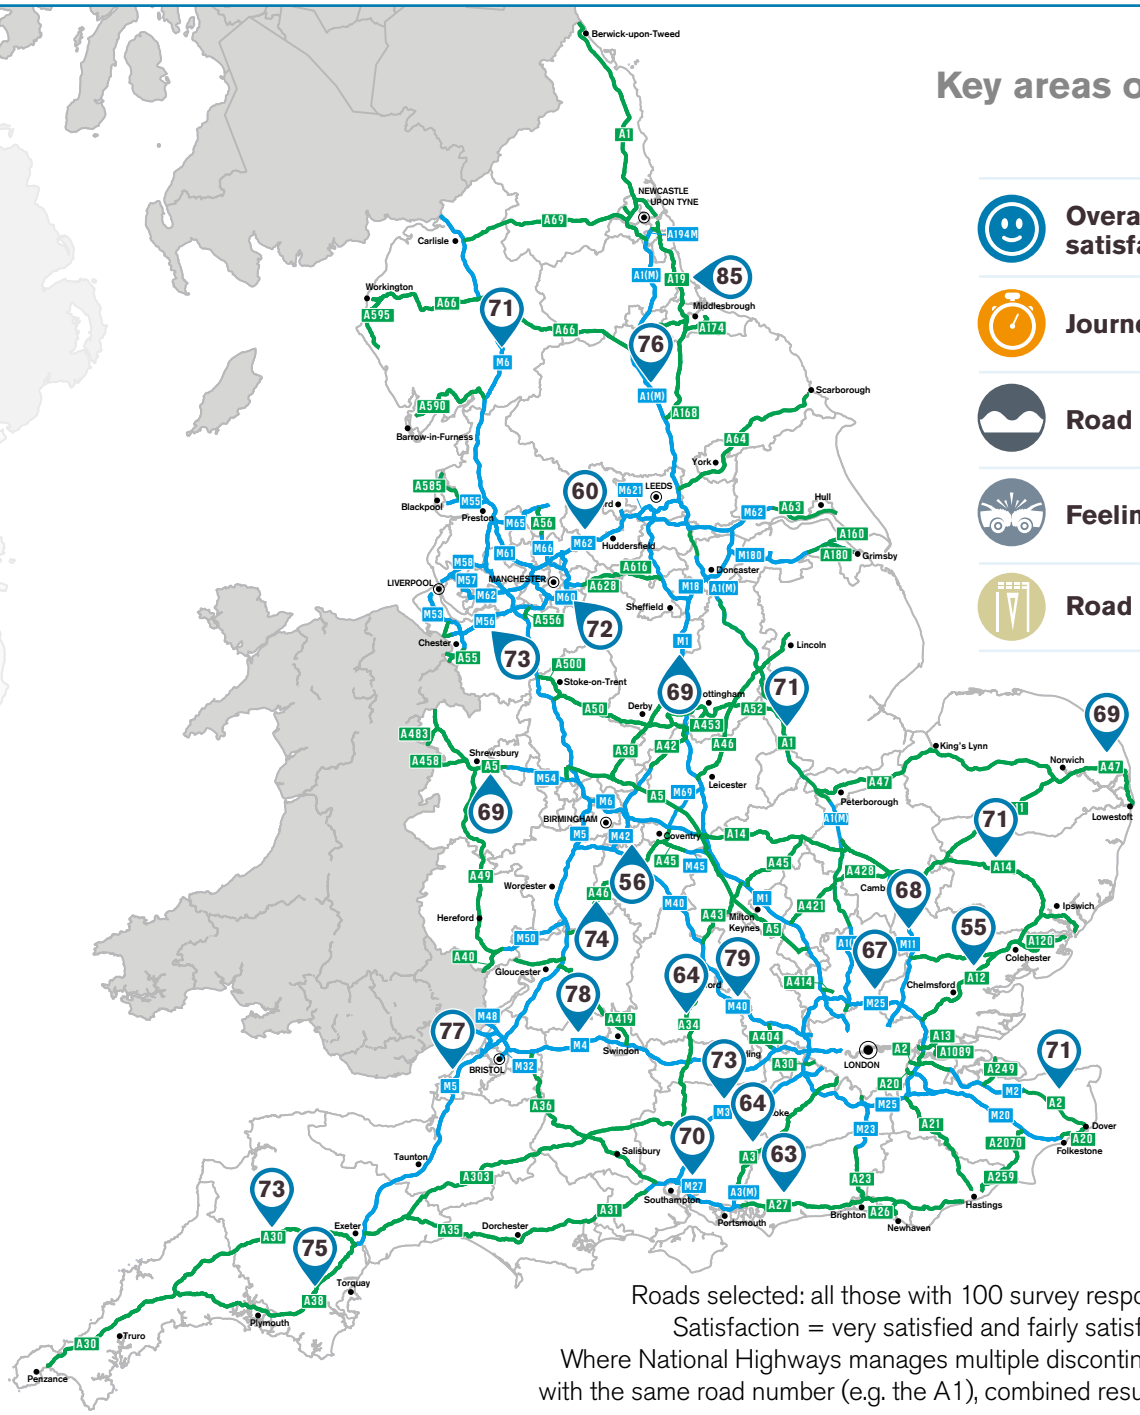 Berwick-upon-Tweed
Key areas o
A1
NEWCASTLE
UPON TYNE
Overa
satisfa
A69
A194M
Carlisle
A1(M)
A19
85
Workington
A66
71
Middlesbrough
A595
A66
A174
Journe
76
M6
A1(M)
Scarborough
A590
A168
Road
Barrow-in-Furness
A64
York
A585
60
M621
LEEDS
Blackpool
M55
rd
Hull
Preston
M65
A56
M62
A63
Feelin
M62
Huddersfield
A160
M61
M66
M180
A180
Grimsby
M58
A616
Doncaster
M57
MANCHESTER
LIVERPOOL
A628
M18
A1(M)
M62
M60
Road
M53
M56
A556
Sheffield
72
Chester
M1
Lincoln
A55
73
A500
Stoke-on-Trent
69
ottingham
71
A50
Derby
A52
69
A483
A453
A458
Shrewsbury
A38
A42
A46
A1
King's Lynn
A5
Norwich
A47
M54
Leicester
A47
69
A5
M69
Peterborough
M6
A1(M)
Lowestoft
BIRMINGHAM
71
M5
M42
Coventry
A14
A45
M45
A45
A14
A49
Worcester
56
A428
Camb
68
A46
M40
M1
Hereford
A43
Milton
Keynes
A421
Ipswich
M50
74
A5
A1(
67
M11
55
A120
A40
Gloucester
79
Colchester
64
ord
A414
Chelmsford
A12
78
M40
M25
M48
A419
A34
77
M4
Swindon
A404
A13
A2
A1089
BRISTOL
M32
73
ling
A30
LONDON
71
M5
A249
A20
M2
A36
M3
64
oke
M25
A2
M20
M23
A21
Dover
70
A2070
A20
Salisbury
A3
63
Folkestone
Taunton
A303
A23
A259
73
M27
Southampton
A3(M)
A27
Hastings
A31
Portsmouth
Brighton
A26
Newhaven
A30
Exeter
A35
Dorchester
75
Torquay
A38
Plymouth
Roads selected: all those with 100 survey respo
Satisfaction = very satisfied and fairly satisf
A30
Truro
Where National Highways manages multiple discontin
Penzance
with the same road number (e.g. the A1), combined resu